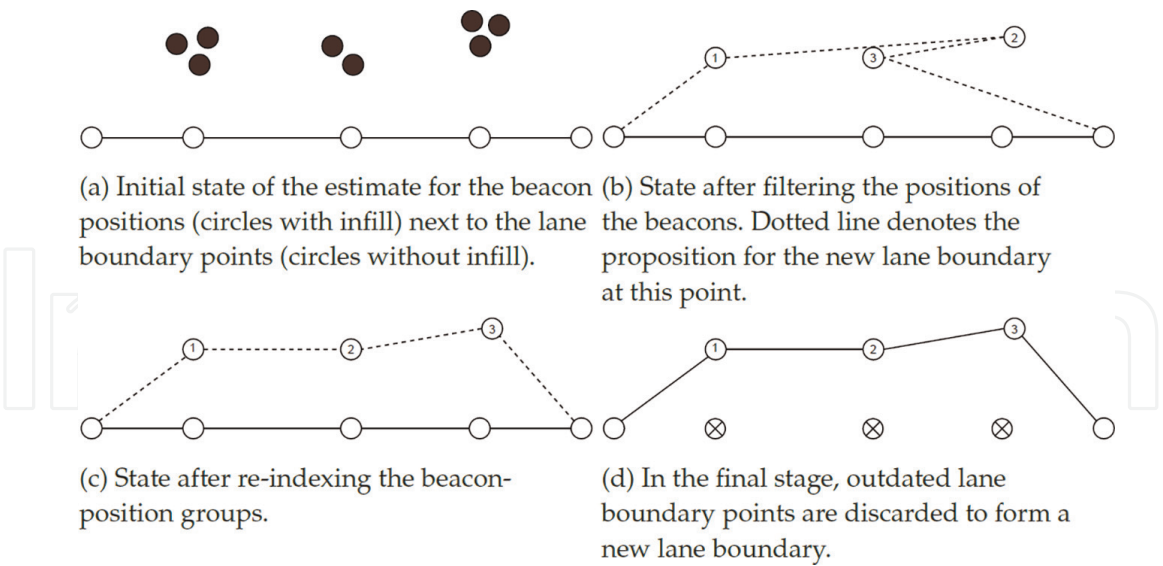 1
2
3
(a) Initial state of the estimate for the beacon
positions (circles with infill) next to the lane
boundary points (circles without infill).
(b) State after filtering the positions of
the beacons. Dotted line denotes the
proposition for the new lane boundary
at this point.
1
2
3
1
2
3
(c) State after re-indexing the beacon-
position groups.
(d) In the final stage, outdated lane
boundary points are discarded to form a
new lane boundary.